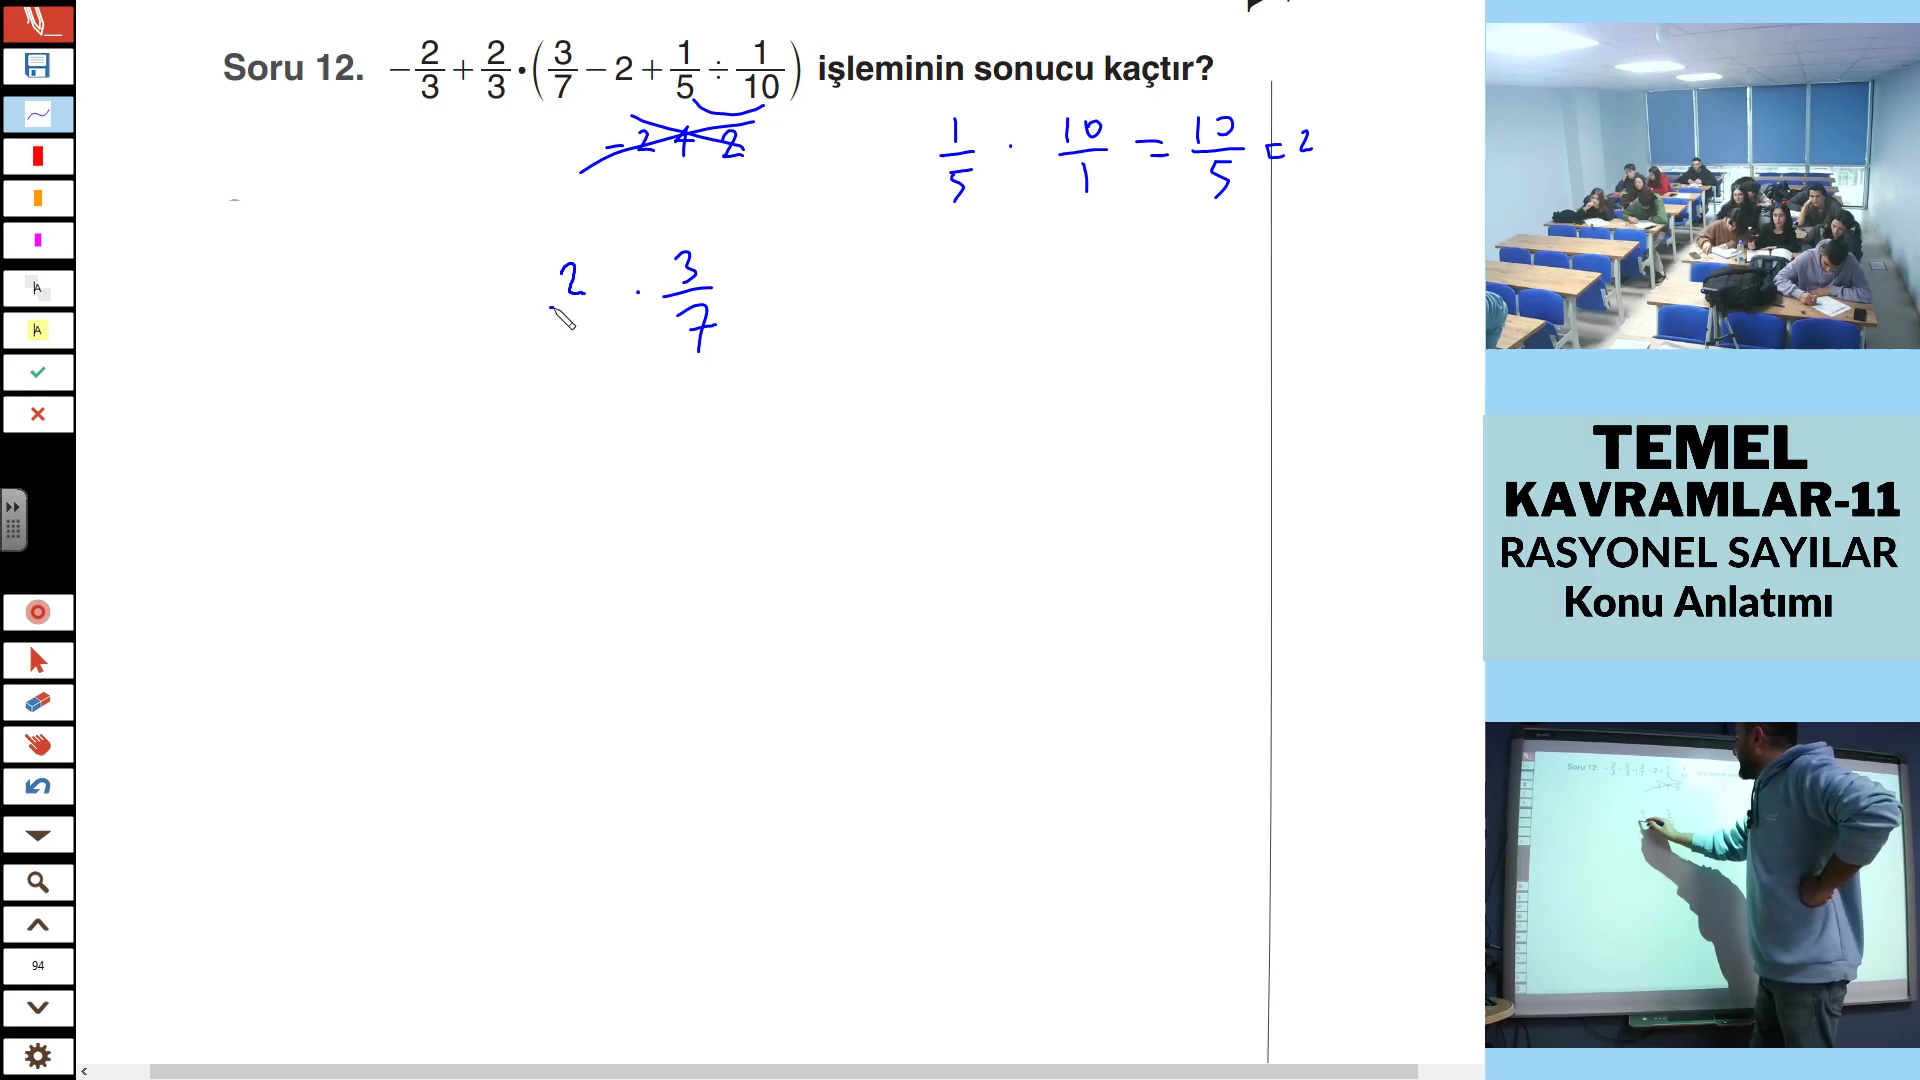 Soru 12. -2/3 + 2/3 • (3/7 - 2 + 1/5 ÷ 1/10) işleminin sonucu kaçtır?
-2 + 2
1/5 · 10/1 = 10/5 = 2
2 · 3/7
TEMEL
KAVRAMLAR-11
RASYONEL SAYILAR
Konu Anlatımı
94